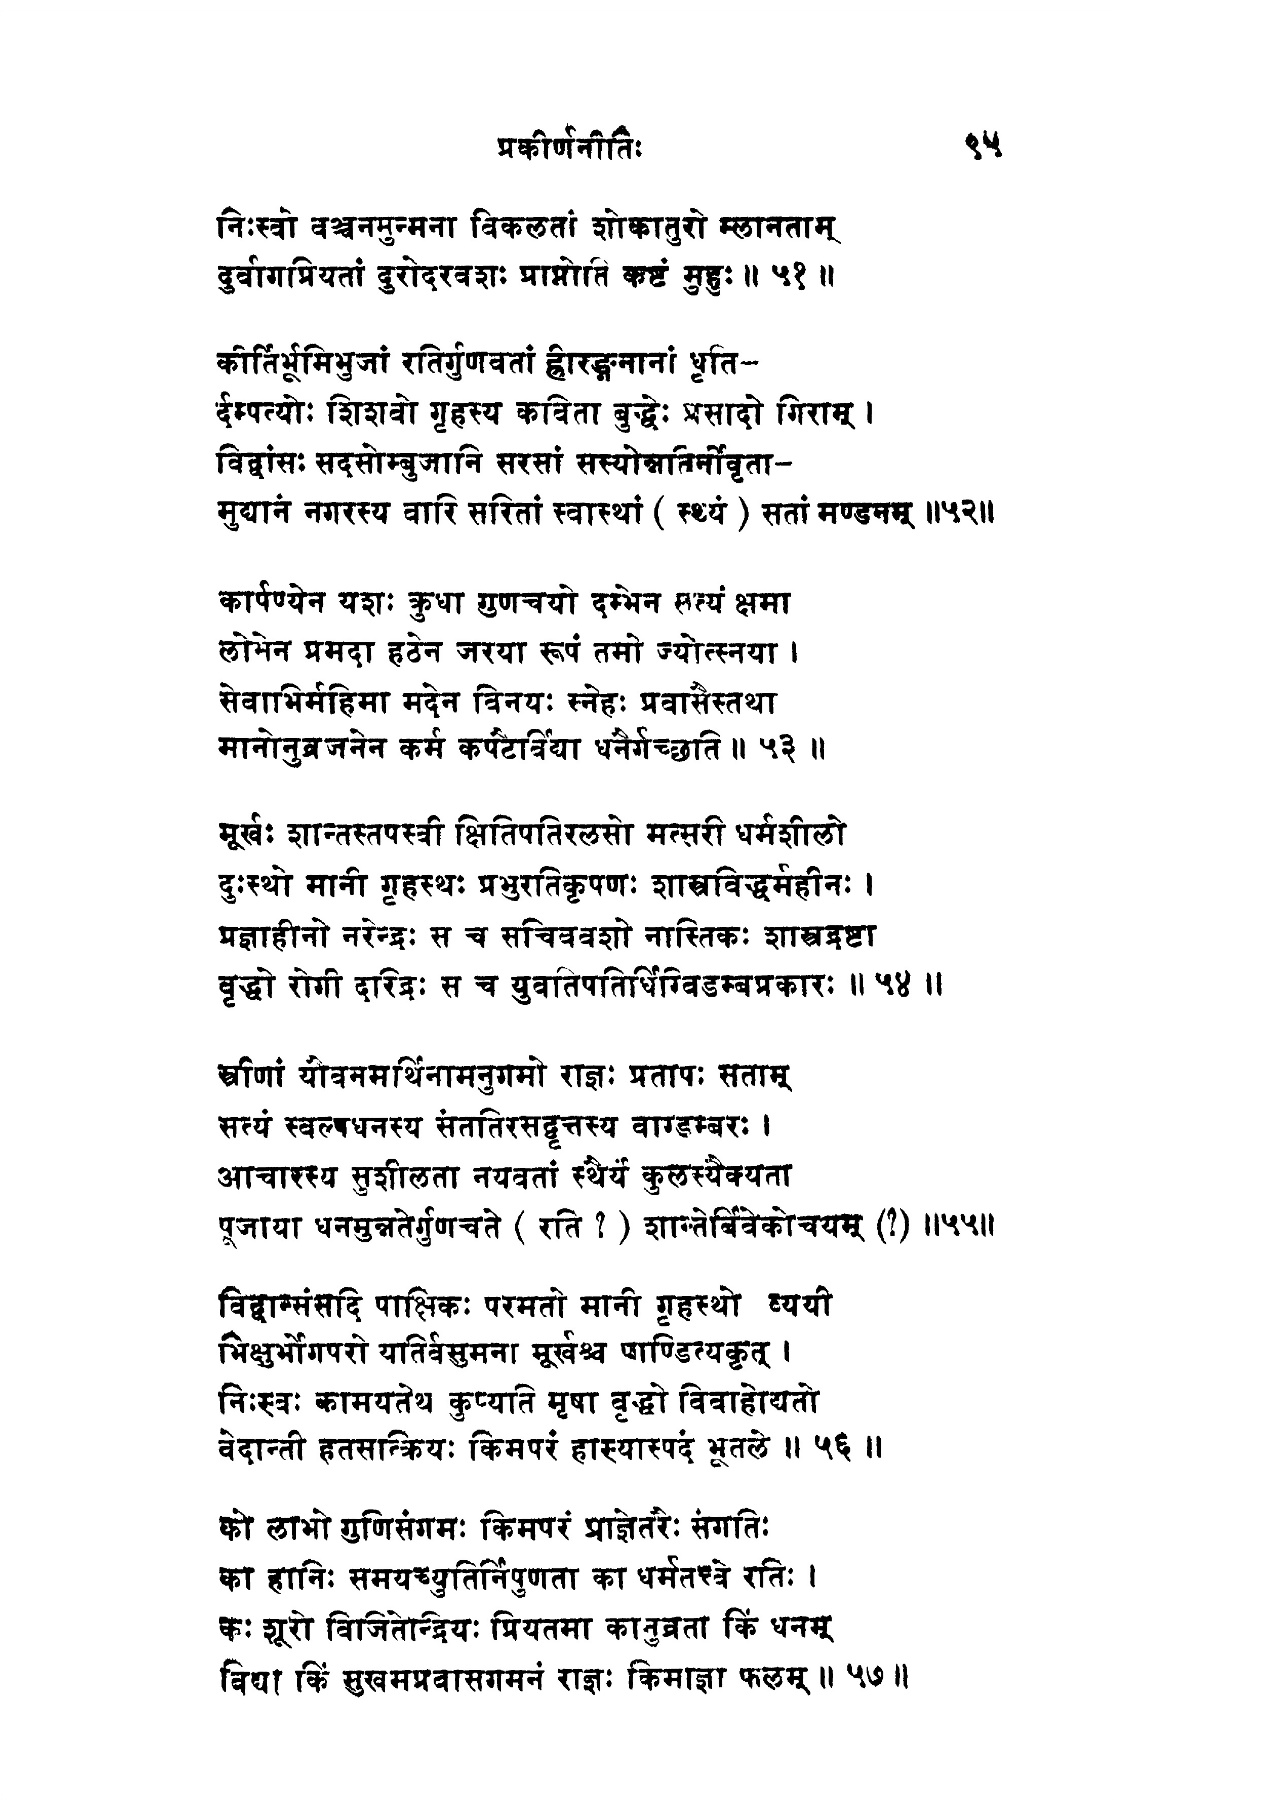 प्रकीर्णनीतिः ९५
निःस्वो वञ्चनमुन्मना विकलतां शोकातुरो म्लानताम्
दुर्वागप्रियतां दुरोदरवशः प्राप्नोति कष्टं मुहुः ॥ ५१ ॥
कीर्तिर्भूमिभुजां रतिर्गुणवतां ह्रीरङ्गनानां धृति-
र्दम्पत्योः शिशवो गृहस्य कविता बुद्धेः प्रसादो गिराम् ।
विद्वांसः सदसोम्बुजानि सरसां सस्योन्नतिर्नीवृता-
मुद्यानं नगरस्य वारि सरितां स्वास्थां ( स्थ्यं ) सतां मण्डनम् ॥५२॥
कार्पण्येन यशः क्रुधा गुणचयो दम्भेन सत्यं क्षमा
लोभेन प्रमदा हठेन जरया रूपं तमो ज्योत्स्नया ।
सेवाभिर्महिमा मदेन विनयः स्नेहः प्रवासैस्तथा
मानोनुव्रजनेन कर्म कपटैर्विद्या धनैर्गच्छति ॥ ५३ ॥
मूर्खः शान्तस्तपस्वी क्षितिपतिरलसो मत्सरी धर्मशीलो
दुःस्थो मानी गृहस्थः प्रभुरतिकृपणः शास्त्रविद्धर्महीनः ।
प्रज्ञाहीनो नरेन्द्रः स च सचिववशो नास्तिकः शास्त्रद्रष्टा
वृद्धो रोगी दारिद्रः स च युवतिपतिर्धिग्विडम्बप्रकारः ॥ ५४ ॥
स्त्रीणां यौवनमर्थिनामनुगमो राज्ञः प्रतापः सताम्
सत्यं स्वल्पधनस्य संततिरसद्वृत्तस्य वाग्डम्बरः ।
आचारस्य सुशीलता नयवतां स्थैर्यं कुलस्यैक्यता
पूजाया धनमुन्नतेर्गुणचते ( रति ? ) शान्तेर्विवेकोचयम् (?) ॥५५॥
विद्वान्संसदि पाक्षिकः परमतो मानी गृहस्थो व्ययी
भिक्षुर्भोगपरो यतिर्वसुमना मूर्खश्च पाण्डित्यकृत् ।
निःस्वः कामयतेथ कुप्यति मृषा वृद्धो विवाहोद्यतो
वेदान्ती हतसत्क्रियः किमपरं हास्यास्पदं भूतले ॥ ५६ ॥
को लाभो गुणिसंगमः किमपरं प्राज्ञेतरैः संगतिः
का हानिः समयच्युतिर्निपुणता का धर्मतत्त्वे रतिः ।
कः शूरो विजितेन्द्रियः प्रियतमा कानुव्रता किं धनम्
विद्या किं सुखमप्रवासगमनं राज्ञः किमाज्ञा फलम् ॥ ५७ ॥